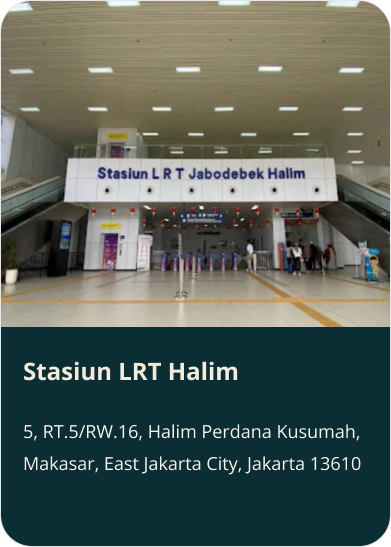 Stasiun L R T Jabodebek Halim
Stasiun LRT Halim
5, RT.5/RW.16, Halim Perdana Kusumah,
Makasar, East Jakarta City, Jakarta 13610